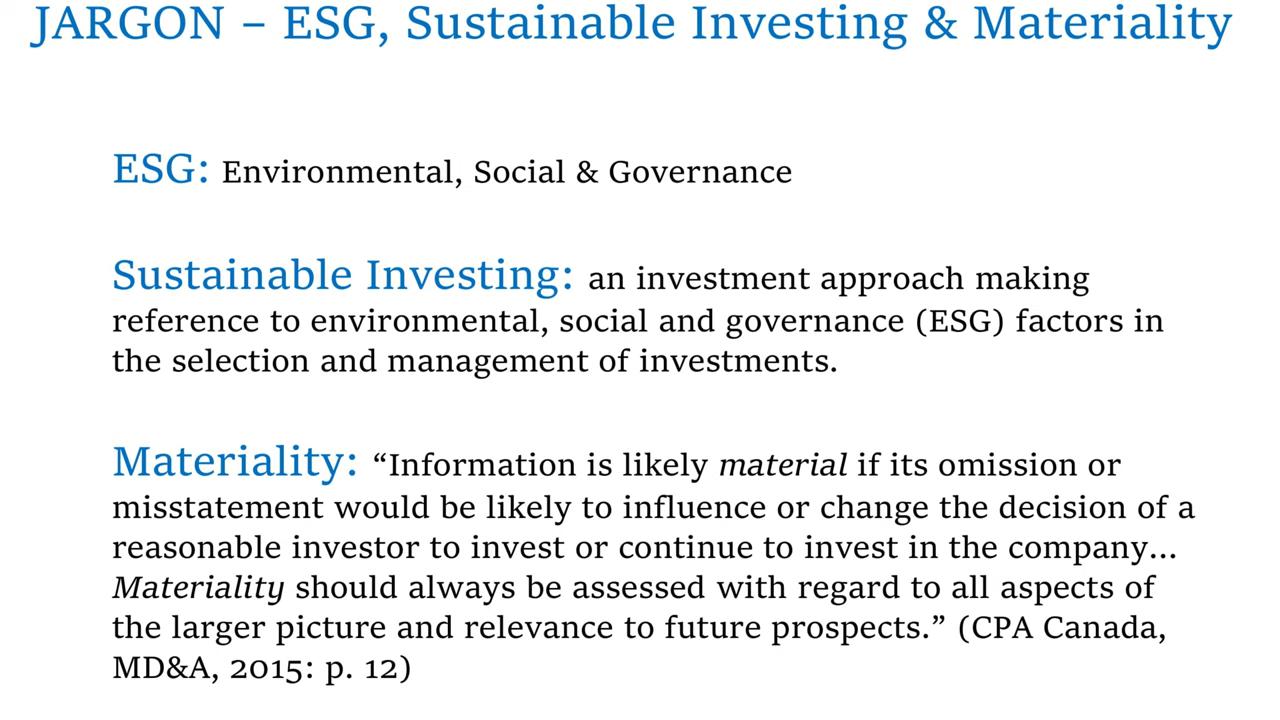 JARGON – ESG, Sustainable Investing & Materiality
ESG: Environmental, Social & Governance
Sustainable Investing: an investment approach making
reference to environmental, social and governance (ESG) factors in
the selection and management of investments.
Materiality: “Information is likely material if its omission or
misstatement would be likely to influence or change the decision of a
reasonable investor to invest or continue to invest in the company...
Materiality should always be assessed with regard to all aspects of
the larger picture and relevance to future prospects.” (CPA Canada,
MD&A, 2015: p. 12)